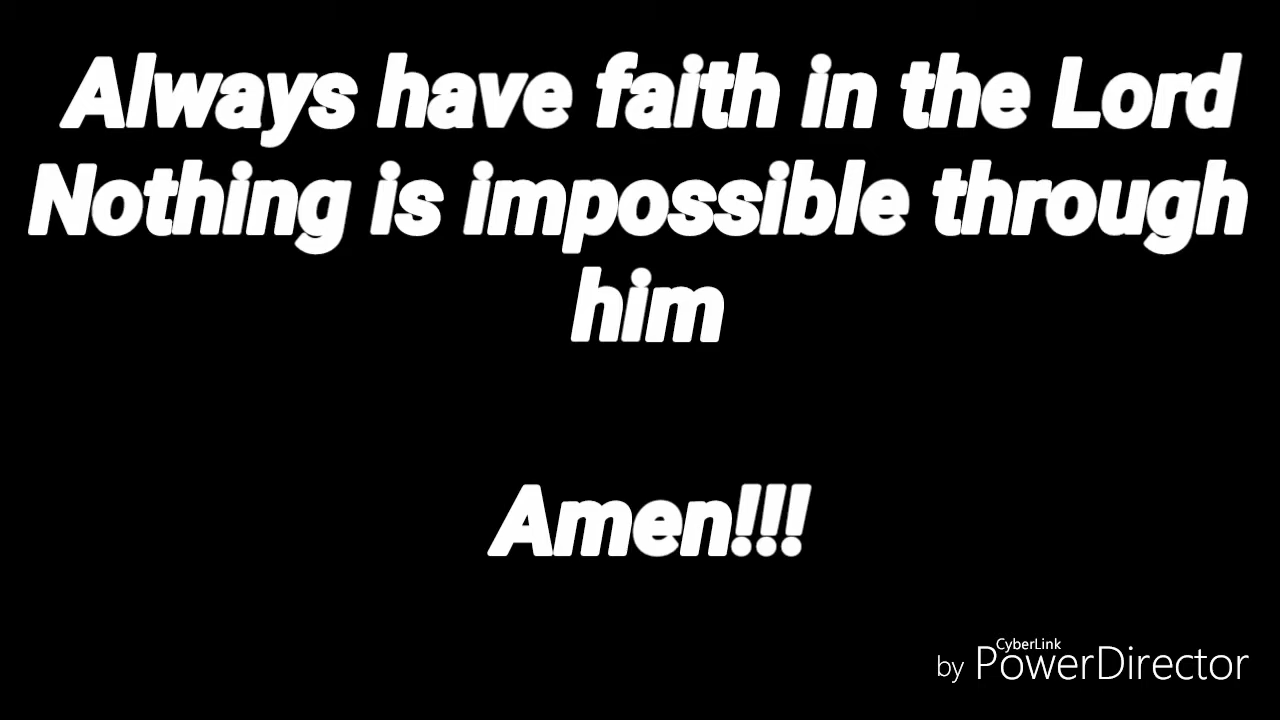 Always have faith in the Lord
Nothing is impossible through
him
Amen!!!
by CyberLink PowerDirector